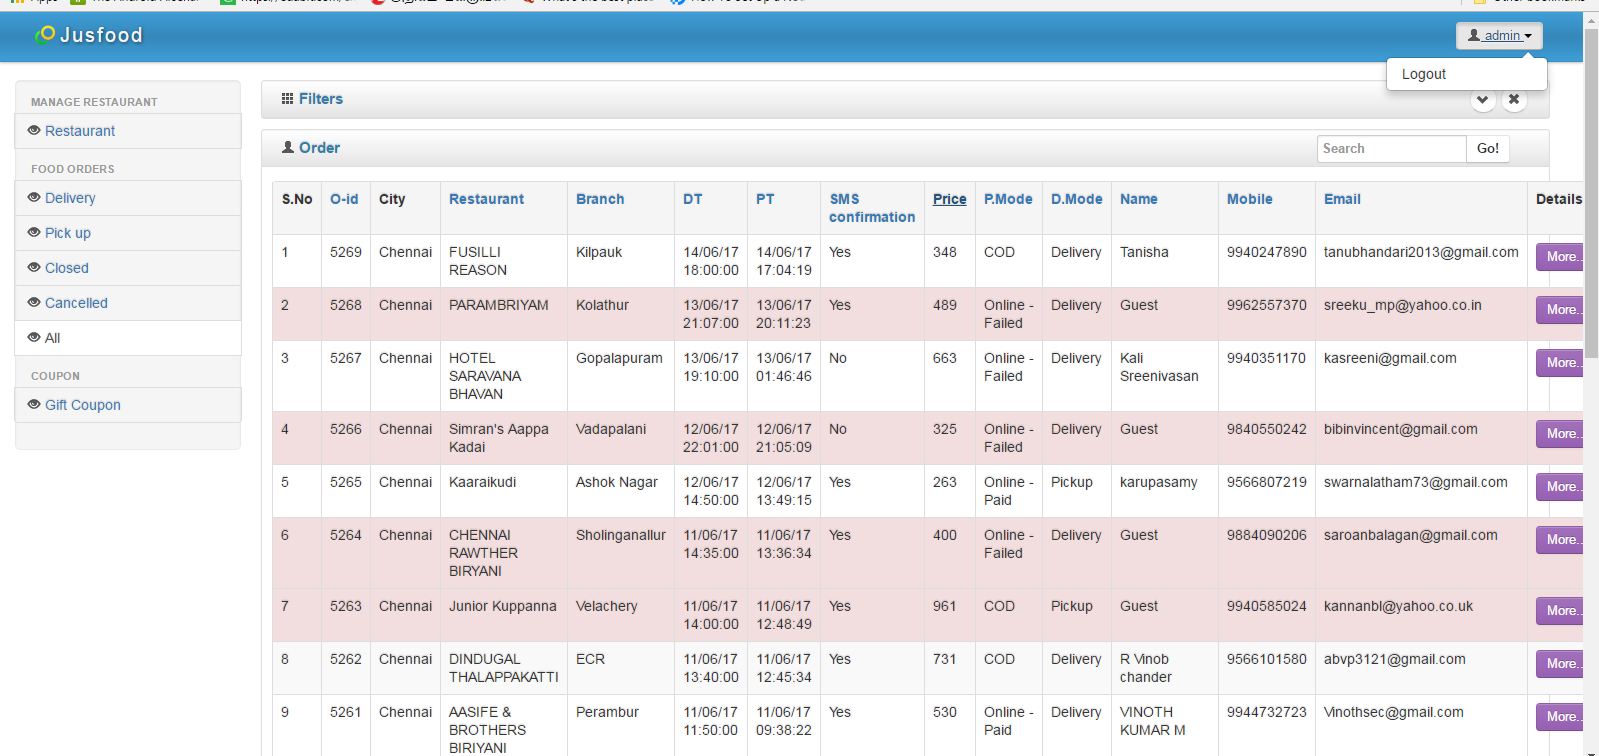 Apps
Jusfood
admin
Logout
MANAGE RESTAURANT
Restaurant
FOOD ORDERS
Delivery
Pick up
Closed
Cancelled
All
COUPON
Gift Coupon
Filters
Order
Search Go!
S.No O-id City Restaurant Branch DT PT SMS confirmation Price P.Mode D.Mode Name Mobile Email Details
1 5269 Chennai FUSILLI REASON Kilpauk 14/06/17 18:00:00 14/06/17 17:04:19 Yes 348 COD Delivery Tanisha 9940247890 tanubhandari2013@gmail.com More..
2 5268 Chennai PARAMBRIYAM Kolathur 13/06/17 21:07:00 13/06/17 20:11:23 Yes 489 Online - Failed Delivery Guest 9962557370 sreeku_mp@yahoo.co.in More..
3 5267 Chennai HOTEL SARAVANA BHAVAN Gopalapuram 13/06/17 19:10:00 13/06/17 01:46:46 No 663 Online - Failed Delivery Kali Sreenivasan 9940351170 kasreeni@gmail.com More..
4 5266 Chennai Simran's Aappa Kadai Vadapalani 12/06/17 22:01:00 12/06/17 21:05:09 No 325 Online - Failed Delivery Guest 9840550242 bibinvincent@gmail.com More..
5 5265 Chennai Kaaraikudi Ashok Nagar 12/06/17 14:50:00 12/06/17 13:49:15 Yes 263 Online - Paid Pickup karupasamy 9566807219 swarnalatham73@gmail.com More..
6 5264 Chennai CHENNAI RAWTHER BIRYANI Sholinganallur 11/06/17 14:35:00 11/06/17 13:36:34 Yes 400 Online - Failed Delivery Guest 9884090206 saroanbalagan@gmail.com More..
7 5263 Chennai Junior Kuppanna Velachery 11/06/17 14:00:00 11/06/17 12:48:49 Yes 961 COD Pickup Guest 9940585024 kannanbl@yahoo.co.uk More..
8 5262 Chennai DINDUGAL THALAPPAKATTI ECR 11/06/17 13:40:00 11/06/17 12:45:34 Yes 731 COD Delivery R Vinob chander 9566101580 abvp3121@gmail.com More..
9 5261 Chennai AASIFE & BROTHERS BIRIYANI Perambur 11/06/17 11:50:00 11/06/17 09:38:22 Yes 530 Online - Paid Delivery VINOTH KUMAR M 9944732723 Vinothsec@gmail.com More..